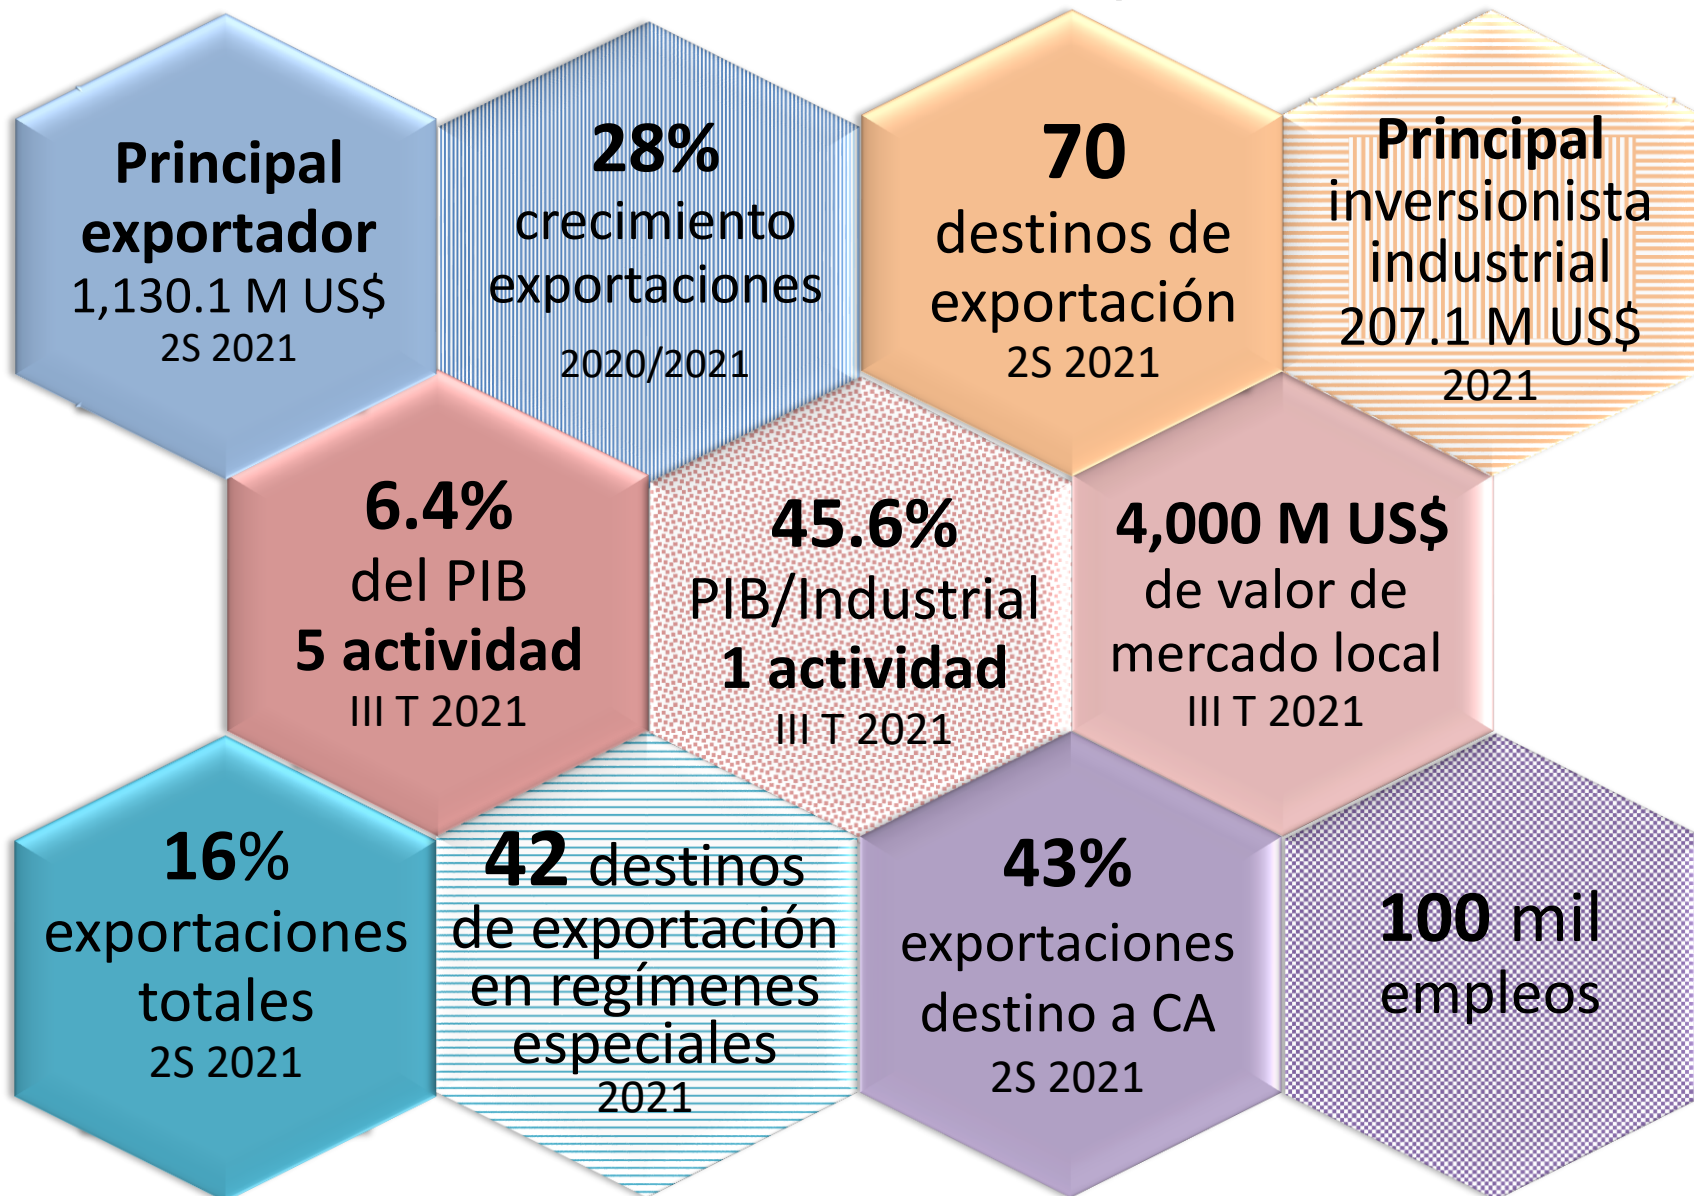 Principal
exportador
1,130.1 M US$
2S 2021
28%
crecimiento
exportaciones
2020/2021
70
destinos de
exportación
2S 2021
Principal
inversionista
industrial
207.1 M US$
2021
6.4%
del PIB
5 actividad
III T 2021
45.6%
PIB/Industrial
1 actividad
III T 2021
4,000 M US$
de valor de
mercado local
III T 2021
16%
exportaciones
totales
2S 2021
42 destinos
de exportación
en regímenes
especiales
2021
43%
exportaciones
destino a CA
2S 2021
100 mil
empleos